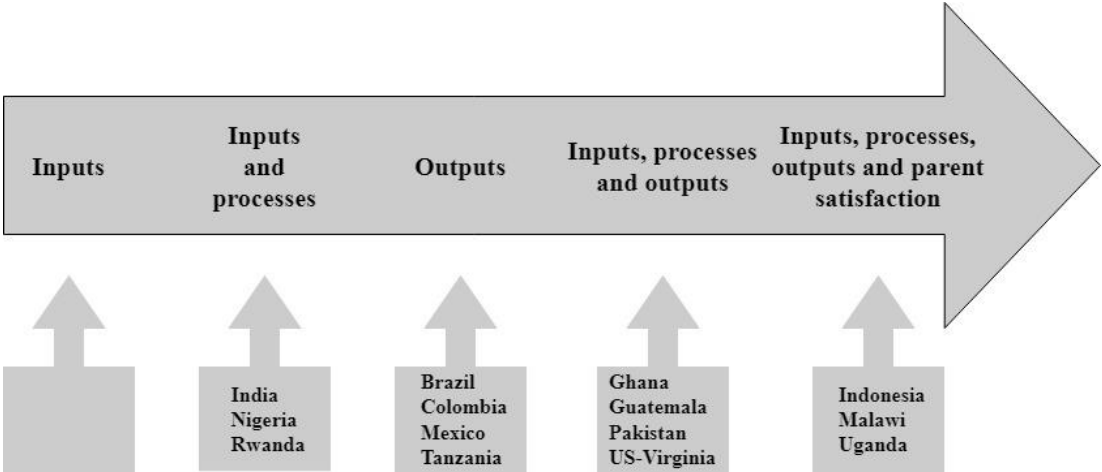 Inputs
Inputs
and
processes
Outputs
Inputs, processes
and outputs
Inputs, processes,
outputs and parent
satisfaction
India
Nigeria
Rwanda
Brazil
Colombia
Mexico
Tanzania
Ghana
Guatemala
Pakistan
US-Virginia
Indonesia
Malawi
Uganda